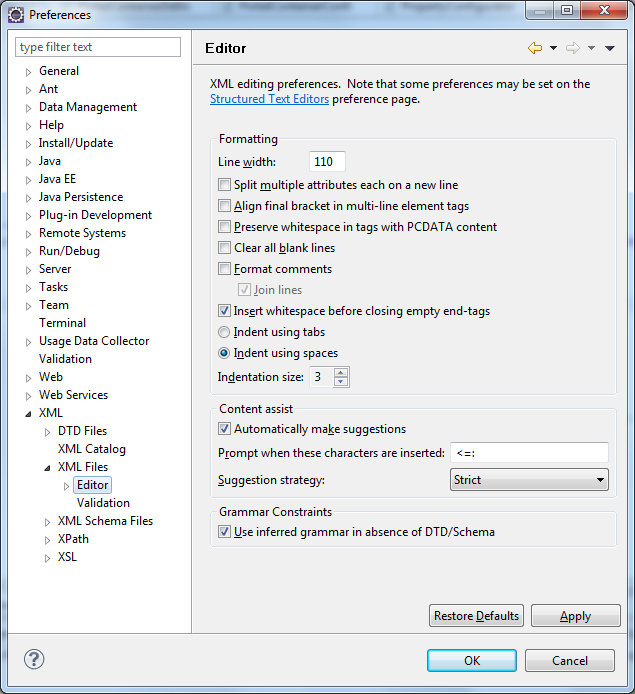 Preferences
type filter text
General
Ant
Data Management
Help
Install/Update
Java
Java EE
Java Persistence
Plug-in Development
Remote Systems
Run/Debug
Server
Tasks
Team
Terminal
Usage Data Collector
Validation
Web
Web Services
XML
DTD Files
XML Catalog
XML Files
Editor
Validation
XML Schema Files
XPath
XSL
Editor
XML editing preferences.  Note that some preferences may be set on the
Structured Text Editors preference page.
Formatting
Line width: 110
Split multiple attributes each on a new line
Align final bracket in multi-line element tags
Preserve whitespace in tags with PCDATA content
Clear all blank lines
Format comments
Join lines
Insert whitespace before closing empty end-tags
Indent using tabs
Indent using spaces
Indentation size: 3
Content assist
Automatically make suggestions
Prompt when these characters are inserted: <=:
Suggestion strategy: Strict
Grammar Constraints
Use inferred grammar in absence of DTD/Schema
Restore Defaults Apply
? OK Cancel